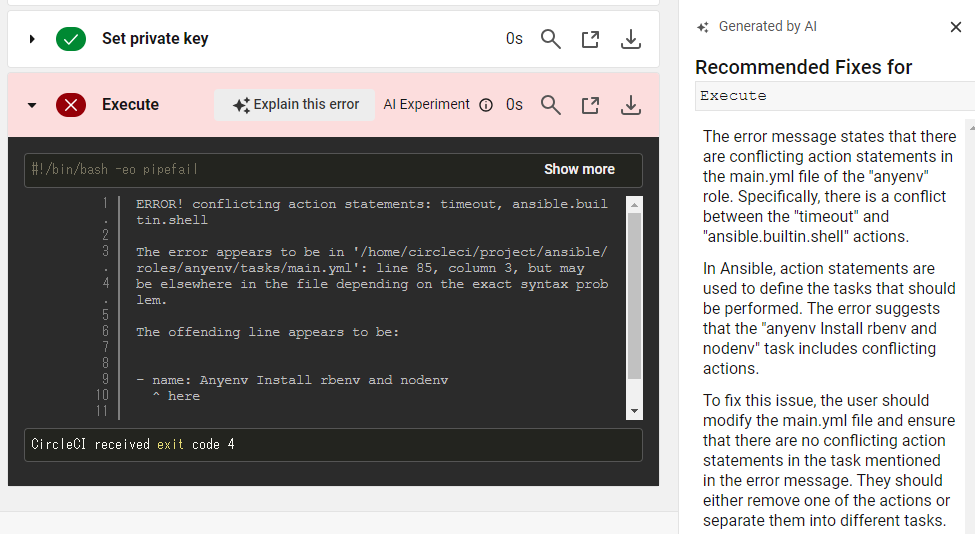 Set private key
0s
Execute
Explain this error
AI Experiment
0s
#!/bin/bash -eo pipefail
Show more
1 ERROR! conflicting action statements: timeout, ansible.buil
. tin.shell
2
3 The error appears to be in '/home/circleci/project/ansible/
. roles/anyenv/tasks/main.yml': line 85, column 3, but may
4 be elsewhere in the file depending on the exact syntax prob
. lem.
5
6 The offending line appears to be:
7
8
9 - name: Anyenv Install rbenv and nodenv
10 ^ here
11
CircleCI received exit code 4
Generated by AI
Recommended Fixes for
Execute
The error message states that there
are conflicting action statements in
the main.yml file of the "anyenv"
role. Specifically, there is a conflict
between the "timeout" and
"ansible.builtin.shell" actions.
In Ansible, action statements are
used to define the tasks that should
be performed. The error suggests
that the "anyenv Install rbenv and
nodenv" task includes conflicting
actions.
To fix this issue, the user should
modify the main.yml file and ensure
that there are no conflicting action
statements in the task mentioned
in the error message. They should
either remove one of the actions or
separate them into different tasks.